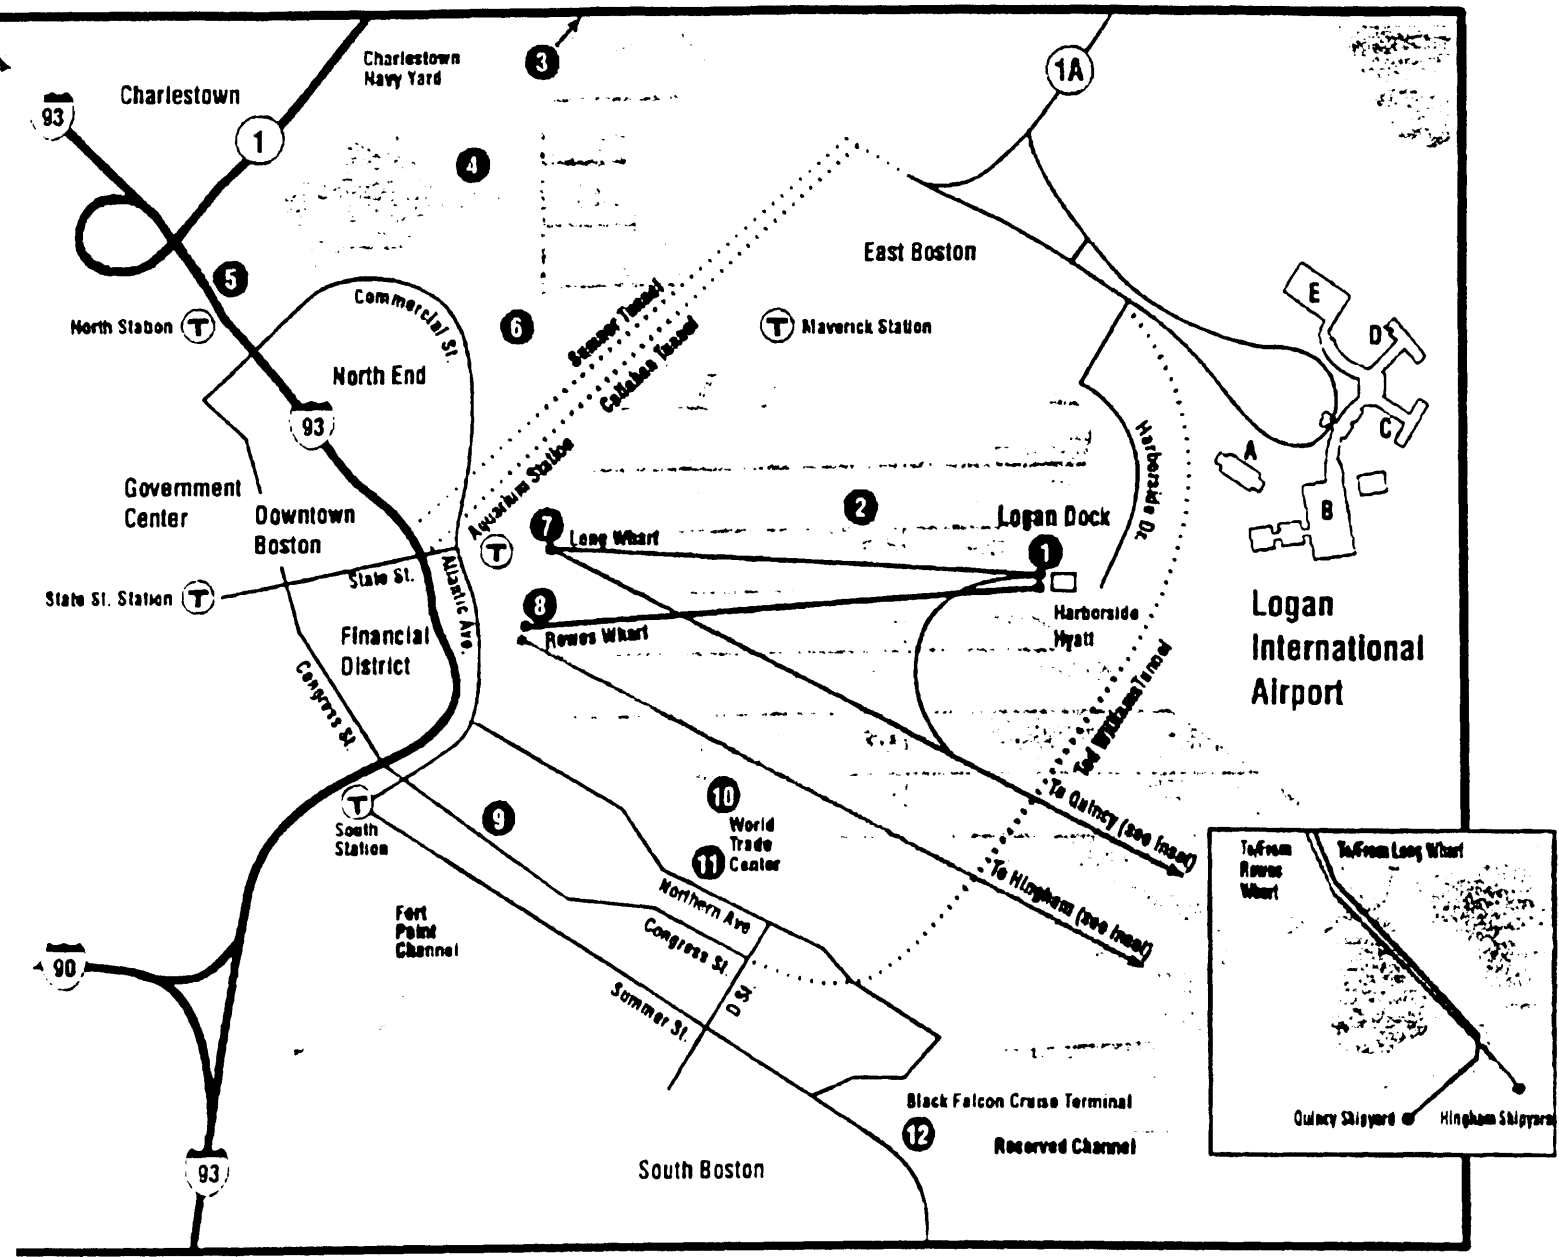 Charlestown
Navy Yard
3
1A
Charlestown
93
1
4
5
East Boston
E
Commercial St.
North Station
T
6
Sumner Tunnel
T
Maverick Station
D
North End
Callahan Tunnel
93
C
Harborside Dr.
A
Aquarium Station
Government
Center
Downtown
Boston
2
B
7
Long Wharf
Logan Dock
1
T
State St.
Atlantic Ave.
State St. Station
T
8
Rowes Wharf
Harborside
Hyatt
Logan
International
Airport
Financial
District
Congress St.
Ted Williams Tunnel
To Quincy (see inset)
To Hingham (see inset)
T
South
Station
9
10
World
Trade
Center
11
To/From
Rowes
Wharf
To/From Long Wharf
Northern Ave
Congress St.
Fort
Point
Channel
90
D St.
Summer St.
Black Falcon Cruise Terminal
12
Reserved Channel
Quincy Shipyard
Hingham Shipyard
93
South Boston